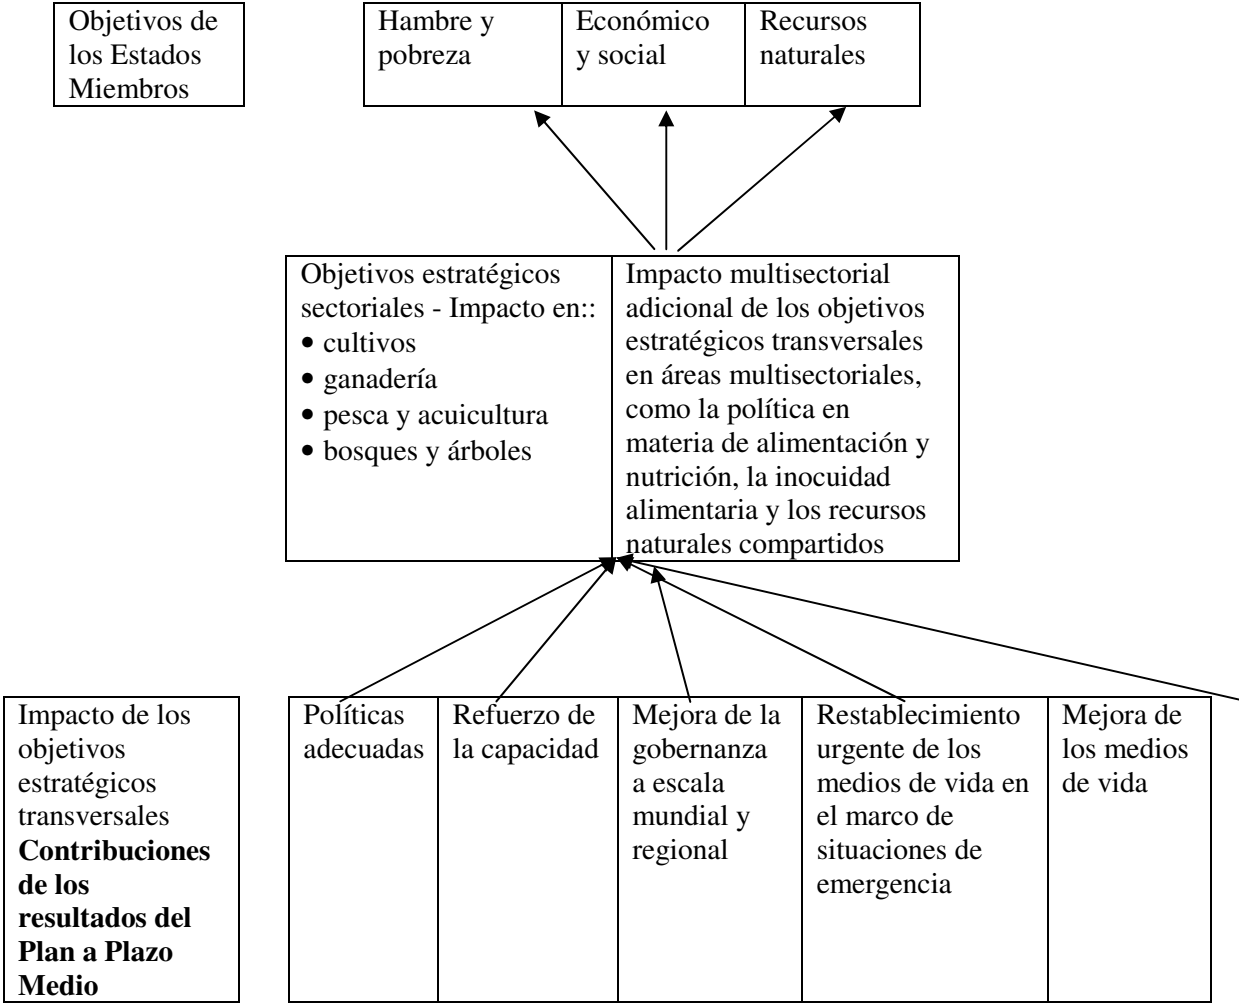 Objetivos de
los Estados
Miembros
Hambre y
pobreza
Económico
y social
Recursos
naturales
Objetivos estratégicos
sectoriales - Impacto en::
• cultivos
• ganadería
• pesca y acuicultura
• bosques y árboles
Impacto multisectorial
adicional de los objetivos
estratégicos transversales
en áreas multisectoriales,
como la política en
materia de alimentación y
nutrición, la inocuidad
alimentaria y los recursos
naturales compartidos
Impacto de los
objetivos
estratégicos
transversales
Contribuciones
de los
resultados del
Plan a Plazo
Medio
Políticas
adecuadas
Refuerzo de
la capacidad
Mejora de la
gobernanza
a escala
mundial y
regional
Restablecimiento
urgente de los
medios de vida en
el marco de
situaciones de
emergencia
Mejora de
los medios
de vida